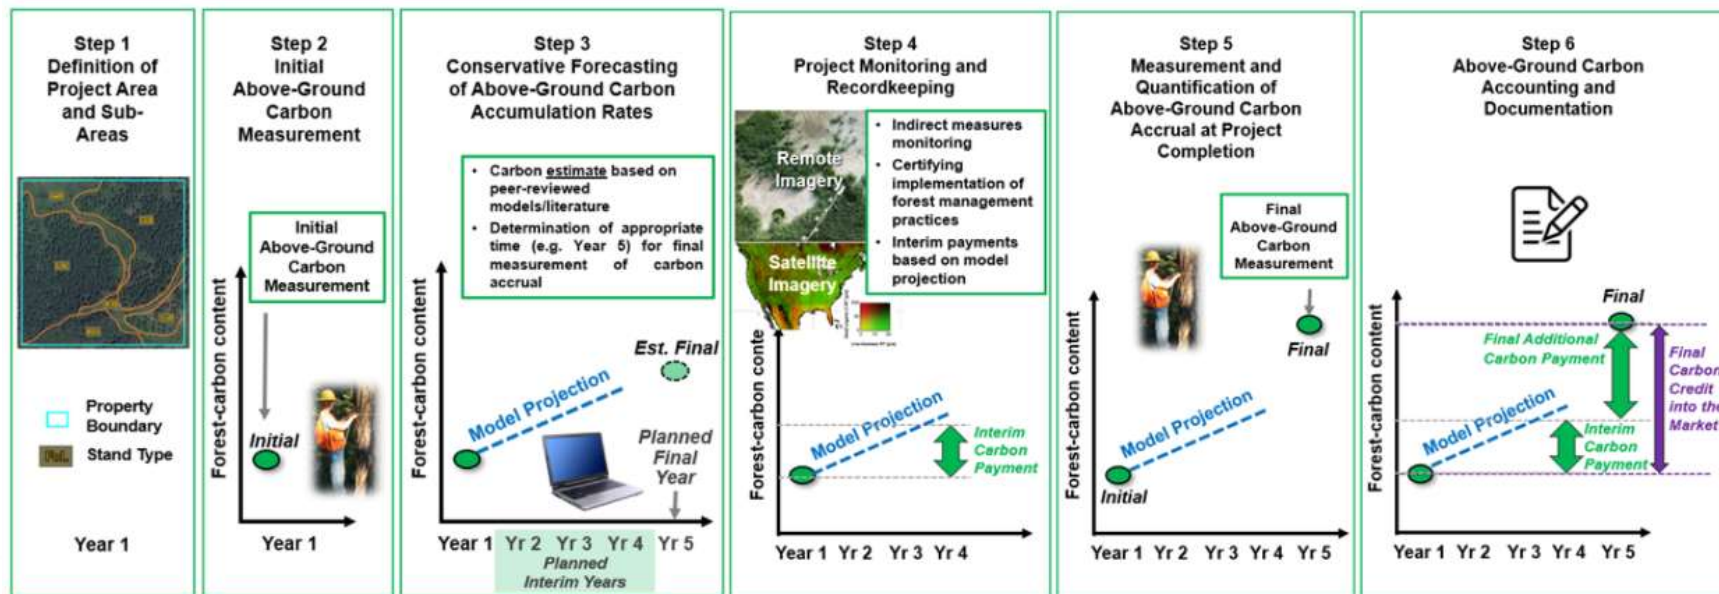 Step 1
Definition of
Project Area
and Sub-
Areas
Property
Boundary
Stand Type
Year 1
Step 2
Initial
Above-Ground
Carbon
Measurement
Initial
Above-Ground
Carbon
Measurement
Forest-carbon content
Initial
Year 1
Step 3
Conservative Forecasting
of Above-Ground Carbon
Accumulation Rates
• Carbon estimate based on
peer-reviewed
models/literature
• Determination of appropriate
time (e.g. Year 5) for final
measurement of carbon
accrual
Forest-carbon content
Est. Final
Model Projection
Planned
Final
Year
Year 1 Yr 2 Yr 3 Yr 4 Yr 5
Planned
Interim Years
Step 4
Project Monitoring and
Recordkeeping
Remote
Imagery
Satellite
Imagery
• Indirect measures
monitoring
• Certifying
implementation of
forest management
practices
• Interim payments
based on model
projection
Forest-carbon conte
Model Projection
Interim
Carbon
Payment
Year 1 Yr 2 Yr 3 Yr 4
Step 5
Measurement and
Quantification of
Above-Ground Carbon
Accrual at Project
Completion
Final
Above-Ground
Carbon
Measurement
Forest-carbon content
Final
Model Projection
Initial
Year 1 Yr 2 Yr 3 Yr 4 Yr 5
Step 6
Above-Ground Carbon
Accounting and
Documentation
Forest-carbon content
Final
Final Additional
Carbon Payment
Final
Carbon
Credit
into the
Market
Model Projection
Interim
Carbon
Payment
Year 1 Yr 2 Yr 3 Yr 4 Yr 5